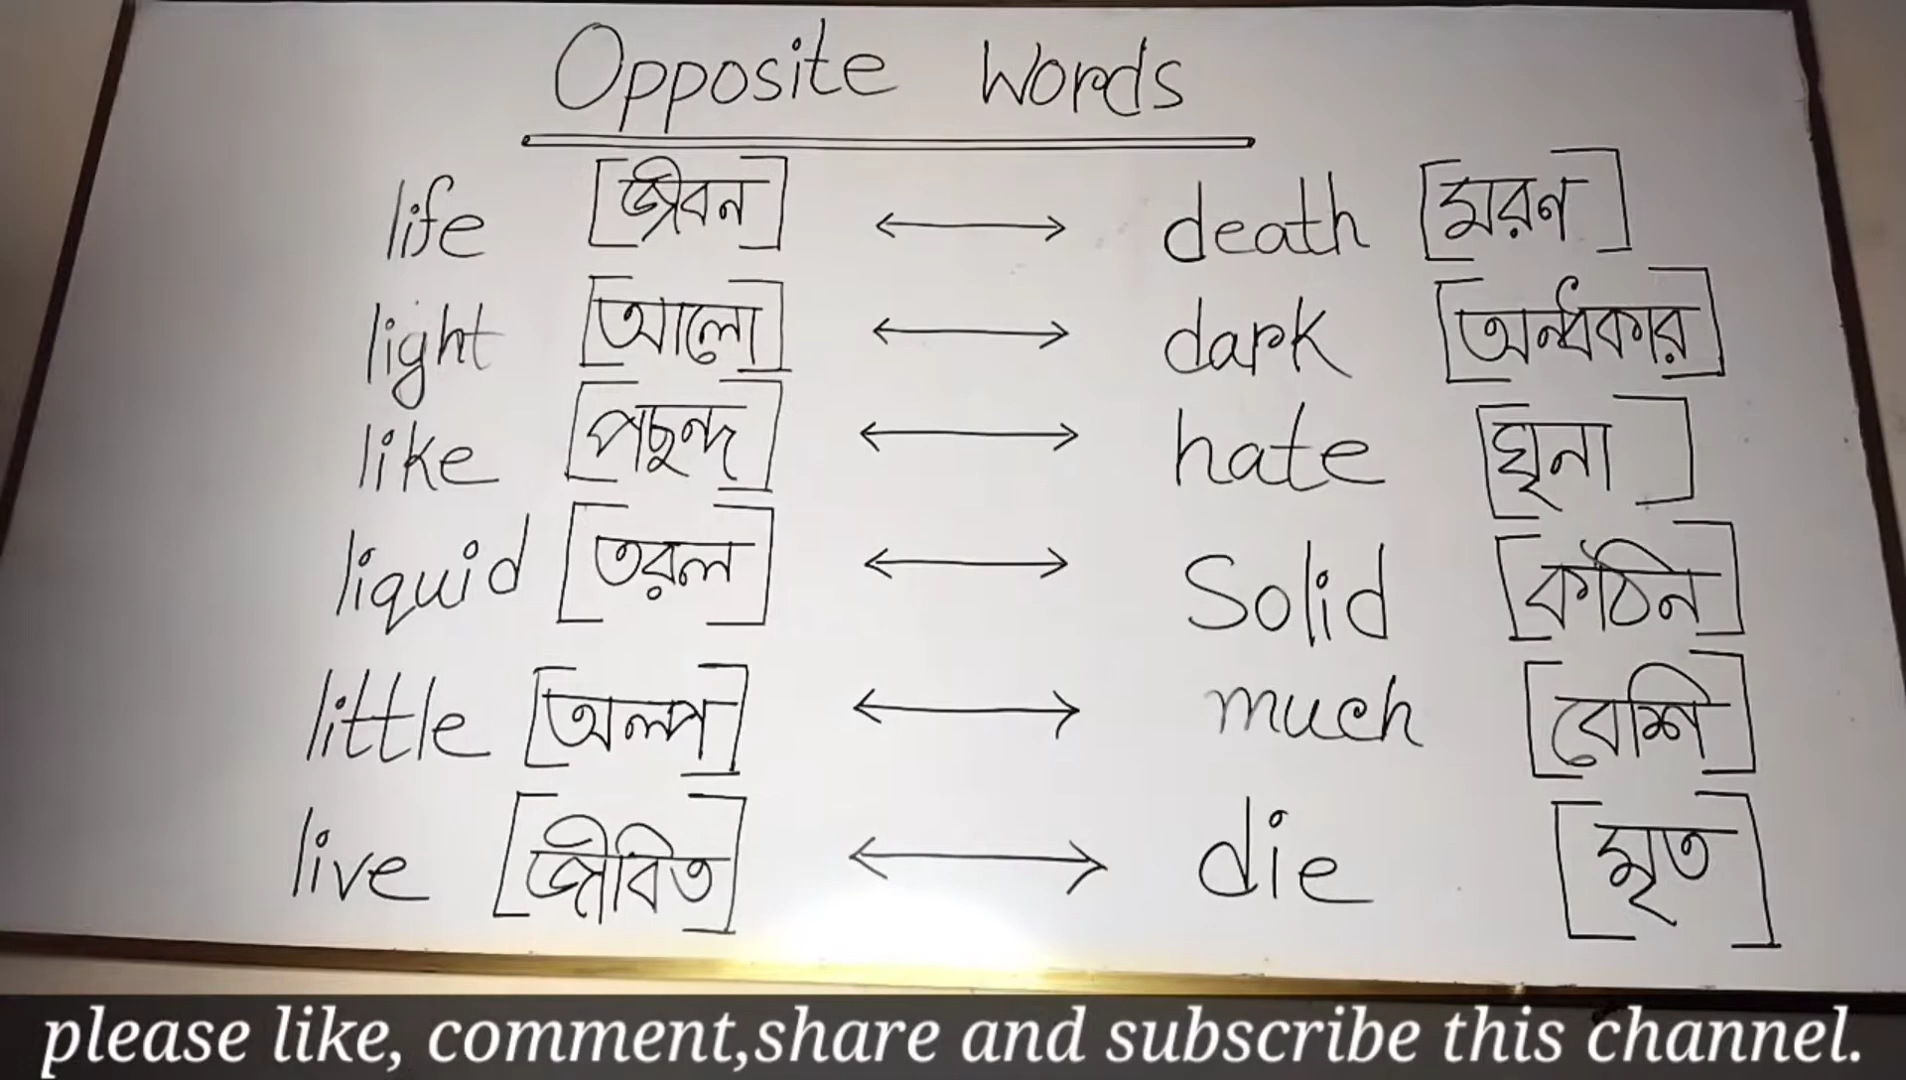 Opposite Words
life [জীবন] ↔ death [মরণ]
light [আলো] ↔ dark [অন্ধকার]
like [পছন্দ] ↔ hate [ঘৃনা]
liquid [তরল] ↔ Solid [কঠিন]
little [অল্প] ↔ much [বেশি]
live [জীবিত] ↔ die [মৃত]
please like, comment,share and subscribe this channel.